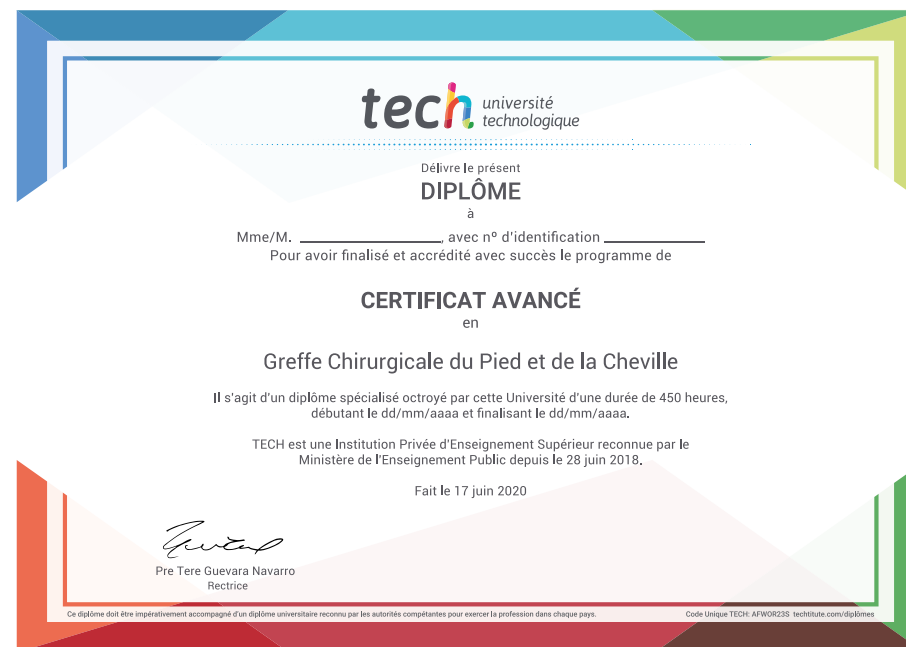 tech université
technologique
Délivre le présent
DIPLÔME
à
Mme/M. ____________, avec nº d'identification ____________
Pour avoir finalisé et accrédité avec succès le programme de
CERTIFICAT AVANCÉ
en
Greffe Chirurgicale du Pied et de la Cheville
Il s'agit d'un diplôme spécialisé octroyé par cette Université d'une durée de 450 heures,
débutant le dd/mm/aaaa et finalisant le dd/mm/aaaa.
TECH est une Institution Privée d'Enseignement Supérieur reconnue par le
Ministère de l'Enseignement Public depuis le 28 juin 2018.
Fait le 17 juin 2020
Pre Tere Guevara Navarro
Rectrice
Ce diplôme doit être impérativement accompagné d'un diplôme universitaire reconnu par les autorités compétentes pour exercer la profession dans chaque pays.
Code Unique TECH: AFWOR23S techtitute.com/diplômes